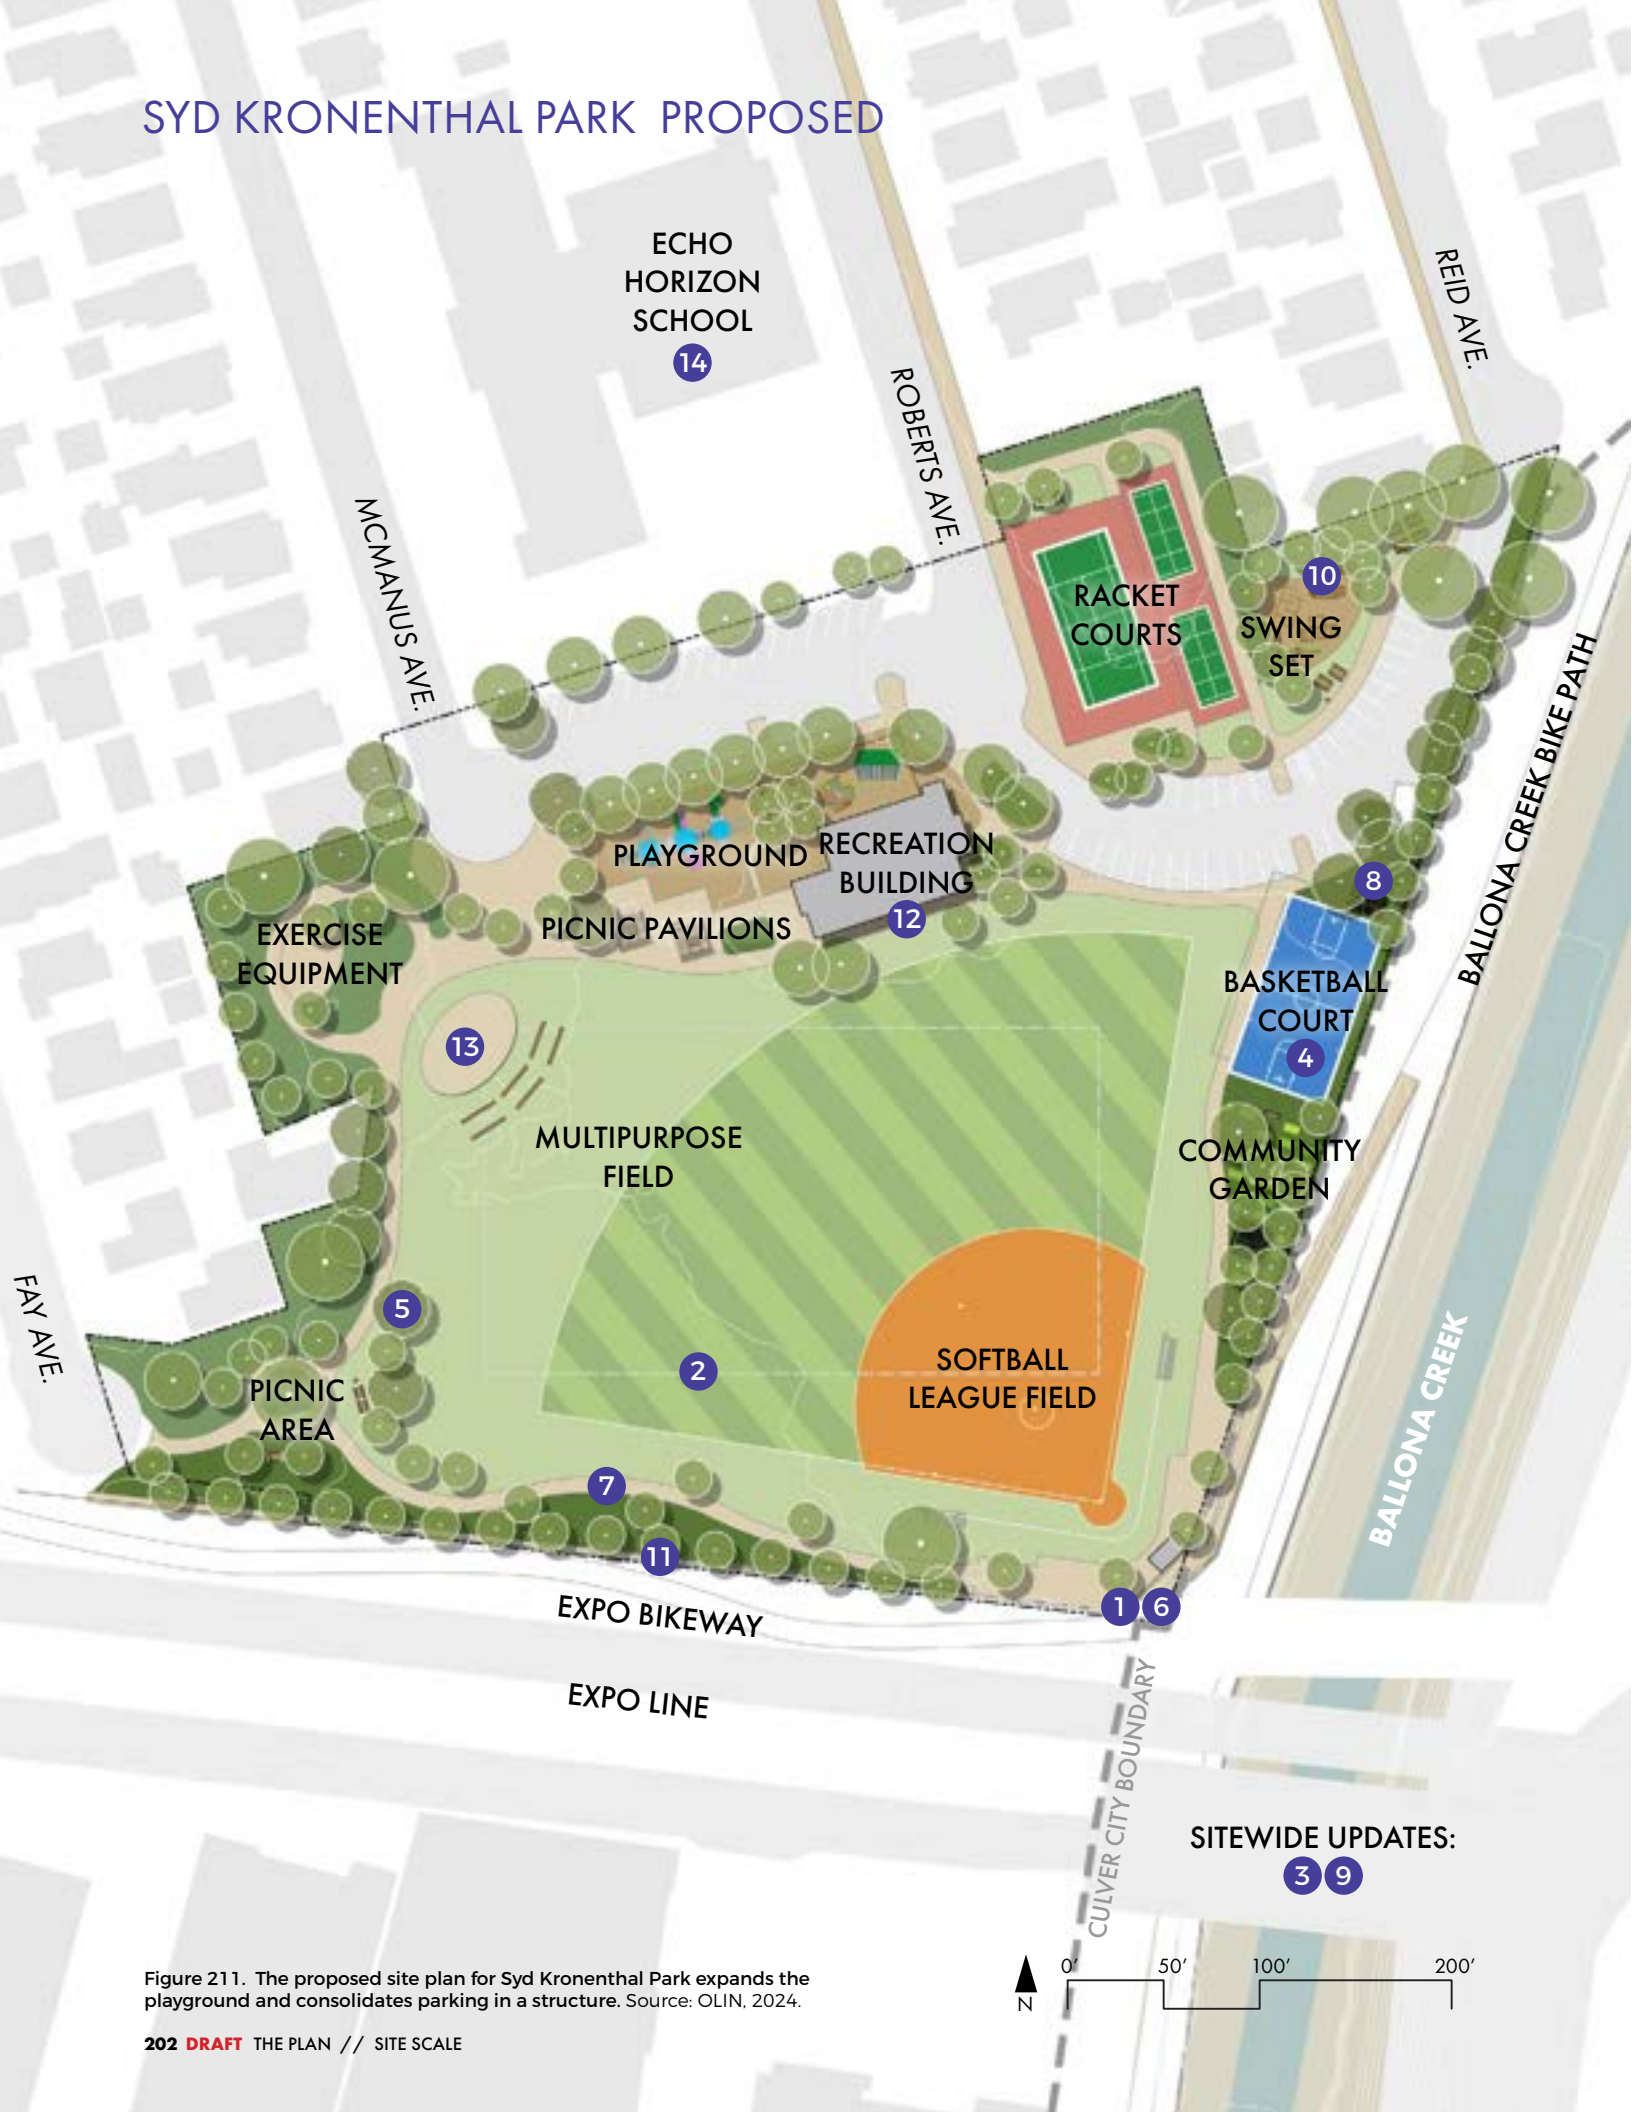 SYD KRONENTHAL PARK PROPOSED
ECHO
HORIZON
SCHOOL
14
REID AVE.
ROBERTS AVE.
MCMANUS AVE.
10
RACKET
COURTS
SWING
SET
BALLONA CREEK BIKE PATH
PLAYGROUND
RECREATION
BUILDING
12
8
PICNIC PAVILIONS
EXERCISE
EQUIPMENT
BASKETBALL
COURT
4
13
MULTIPURPOSE
FIELD
COMMUNITY
GARDEN
FAY AVE.
5
2
SOFTBALL
LEAGUE FIELD
PICNIC
AREA
BALLONA CREEK
7
11
1
6
EXPO BIKEWAY
EXPO LINE
CULVER CITY BOUNDARY
SITEWIDE UPDATES:
3 9
N
0' 50' 100' 200'
Figure 211. The proposed site plan for Syd Kronenthal Park expands the
playground and consolidates parking in a structure. Source: OLIN, 2024.
202 DRAFT THE PLAN // SITE SCALE